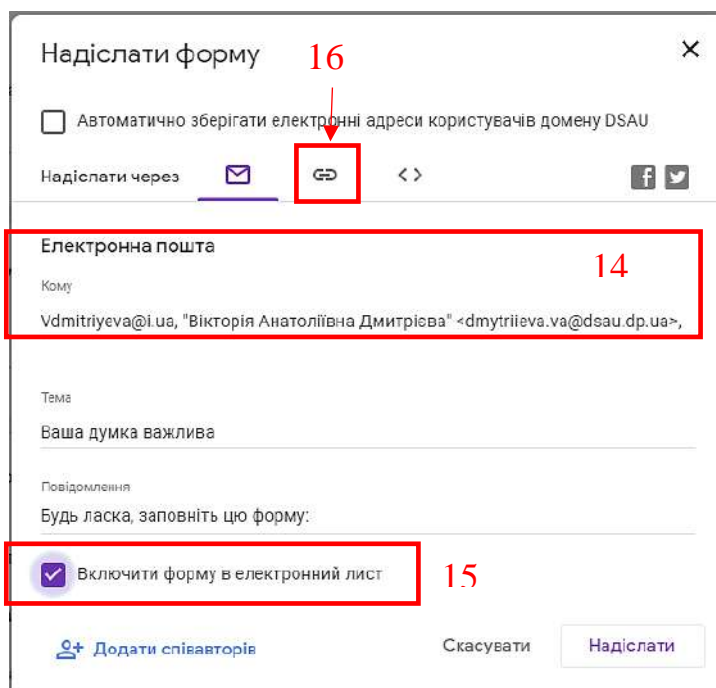 Надіслати форму
16
Автоматично зберігати електронні адреси користувачів домену DSAU
Надіслати через
Електронна пошта
14
Кому
Vdmitriyeva@i.ua, "Вікторія Анатоліївна Дмитрієва" <dmytriieva.va@dsau.dp.ua>,
Тема
Ваша думка важлива
Повідомлення
Будь ласка, заповніть цю форму:
Включити форму в електронний лист
15
Додати співавторів
Скасувати
Надіслати